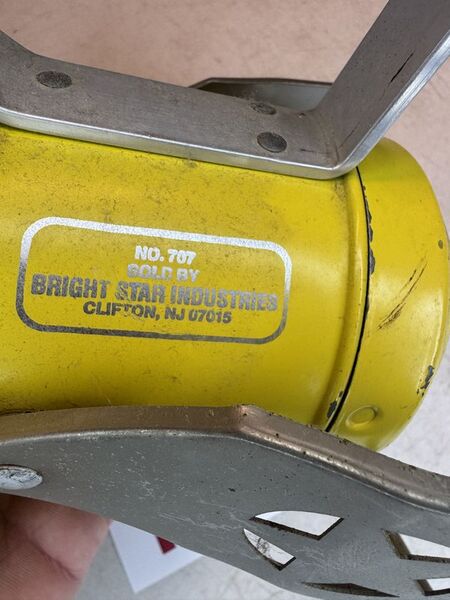 NO. 707
SOLD BY
BRIGHT STAR INDUSTRIES
CLIFTON, NJ 07015